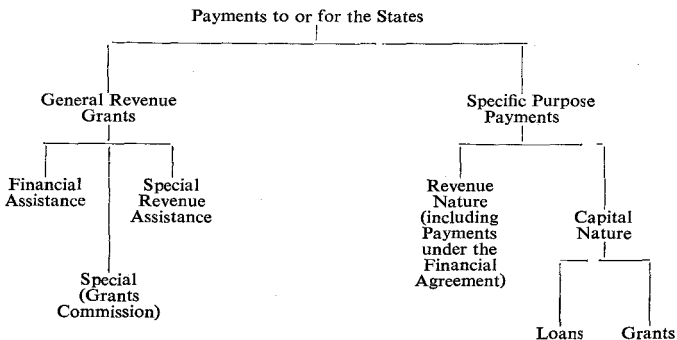 Payments to or for the States
General Revenue
Grants
Specific Purpose
Payments
Financial
Assistance
Special
Revenue
Assistance
Special
(Grants
Commission)
Revenue
Nature
(including
Payments
under the
Financial
Agreement)
Capital
Nature
Loans
Grants